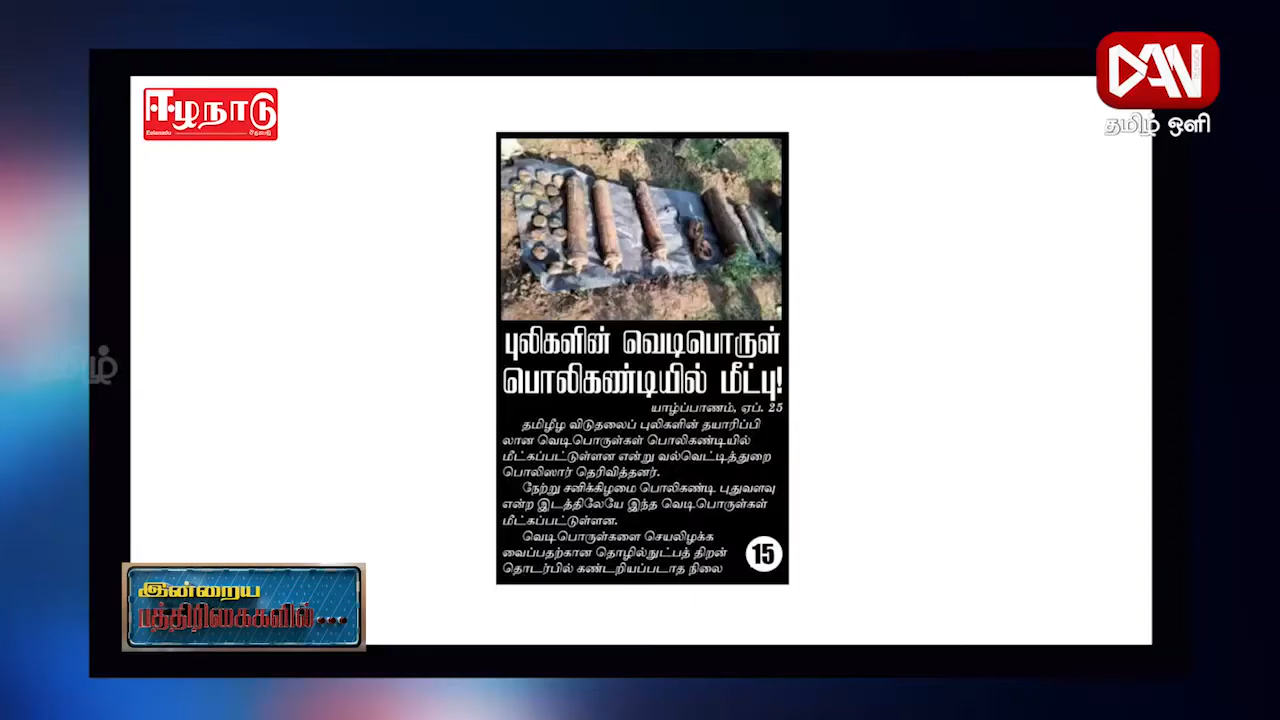 ஈழநாடு
Eelanadu
DAN
தமிழ் ஒளி
புலிகளின் வெடிபொருள்
பொலிகண்டியில் மீட்பு!
யாழ்ப்பாணம், ஏப். 25
தமிழீழ விடுதலைப் புலிகளின் தயாரிப்பி
லான வெடிபொருள்கள் பொலிகண்டியில்
மீட்கப்பட்டுள்ளன என்று வல்வெட்டித்துறை
பொலிஸார் தெரிவித்தனர்.
நேற்று சனிக்கிழமை பொலிகண்டி புதுவளவு
என்ற இடத்திலேயே இந்த வெடிபொருள்கள்
மீட்கப்பட்டுள்ளன.
வெடிபொருள்களை செயலிழக்க
வைப்பதற்கான தொழில்நுட்பத் திறன்
தொடர்பில் கண்டறியப்படாத நிலை
15
இன்றைய
பத்திரிகைகளில்...